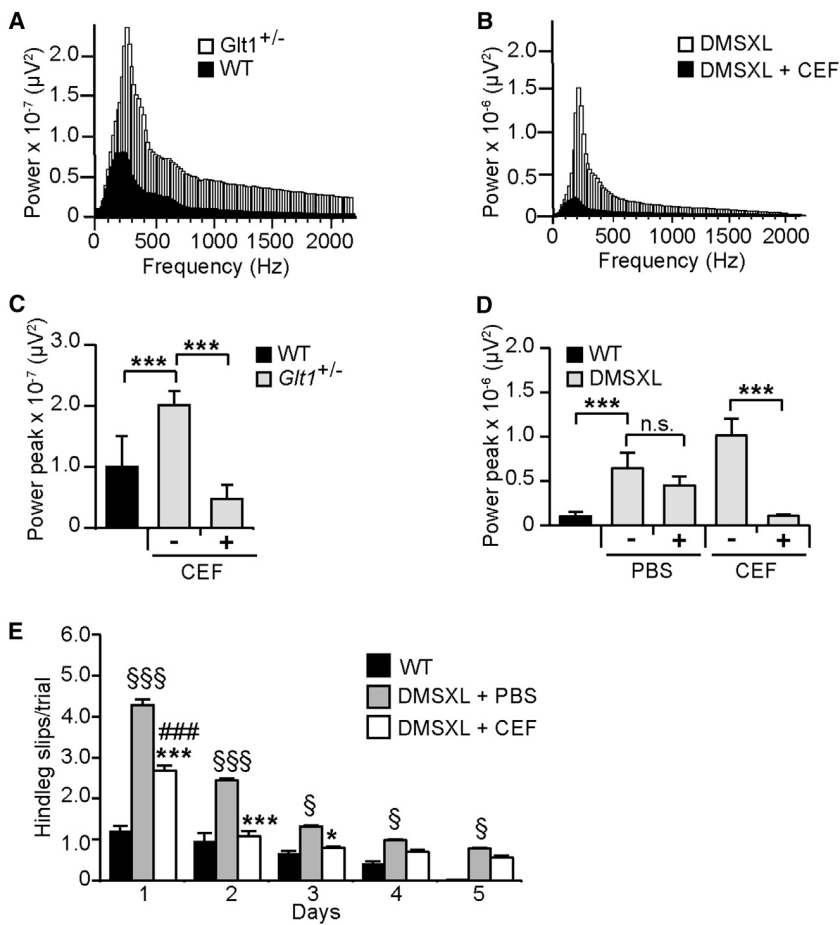 A
Power x 10⁻⁷ (µV²)
2.0
1.5
1.0
0.5
0
Glt1⁺/⁻
WT
0 500 1000 1500 2000
Frequency (Hz)
B
Power x 10⁻⁶ (µV²)
2.0
1.5
1.0
0.5
0
DMSXL
DMSXL + CEF
0 500 1000 1500 2000
Frequency (Hz)
C
Power peak x 10⁻⁷ (µV²)
3.0
2.0
1.0
0
*** ***
WT
Glt1⁺/⁻
- +
CEF
D
Power peak x 10⁻⁶ (µV²)
2.0
1.5
1.0
0.5
0
WT
DMSXL
*** n.s. ***
- + - +
PBS CEF
E
Hindleg slips/trial
6.0
5.0
4.0
3.0
2.0
1.0
0
WT
DMSXL + PBS
DMSXL + CEF
§§§
###
***
§§§
***
§
*
§
§
1 2 3 4 5
Days